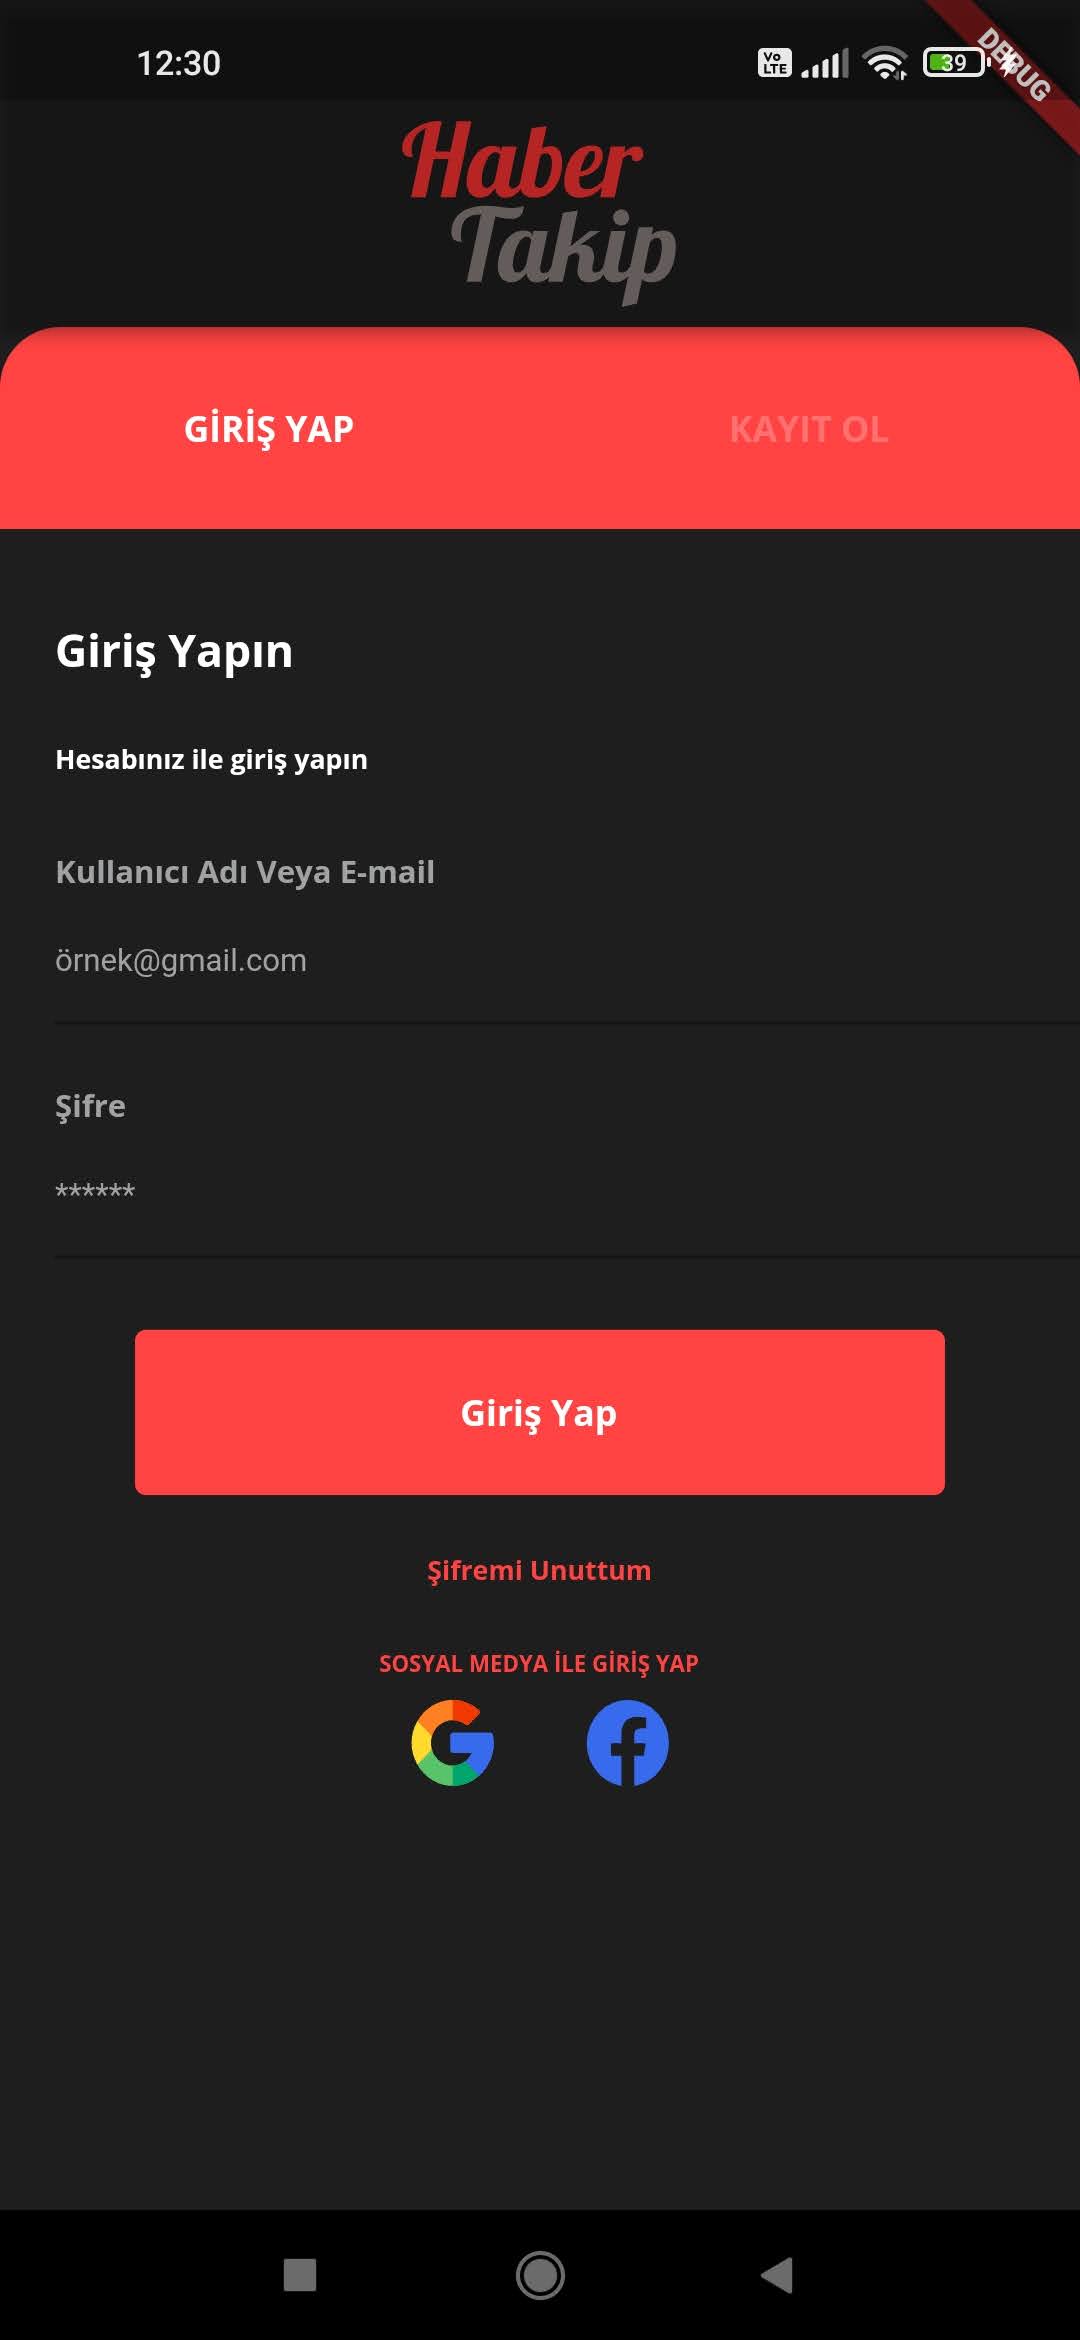 12:30
Vo
LTE
39
DEBUG
Haber
Takip
GİRİŞ YAP
KAYIT OL
Giriş Yapın
Hesabınız ile giriş yapın
Kullanıcı Adı Veya E-mail
örnek@gmail.com
Şifre
******
Giriş Yap
Şifremi Unuttum
SOSYAL MEDYA İLE GİRİŞ YAP